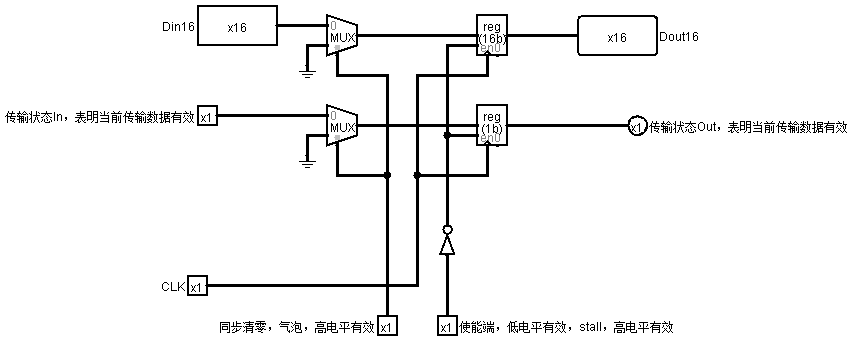 Din16 x16 0 MUX reg (16b) en0 x16 Dout16
传输状态In，表明当前传输数据有效 x1 0 MUX reg (1b) en0 x1 传输状态Out，表明当前传输数据有效
CLK x1
同步清零，气泡，高电平有效 x1 x1 使能端，低电平有效，stall，高电平有效